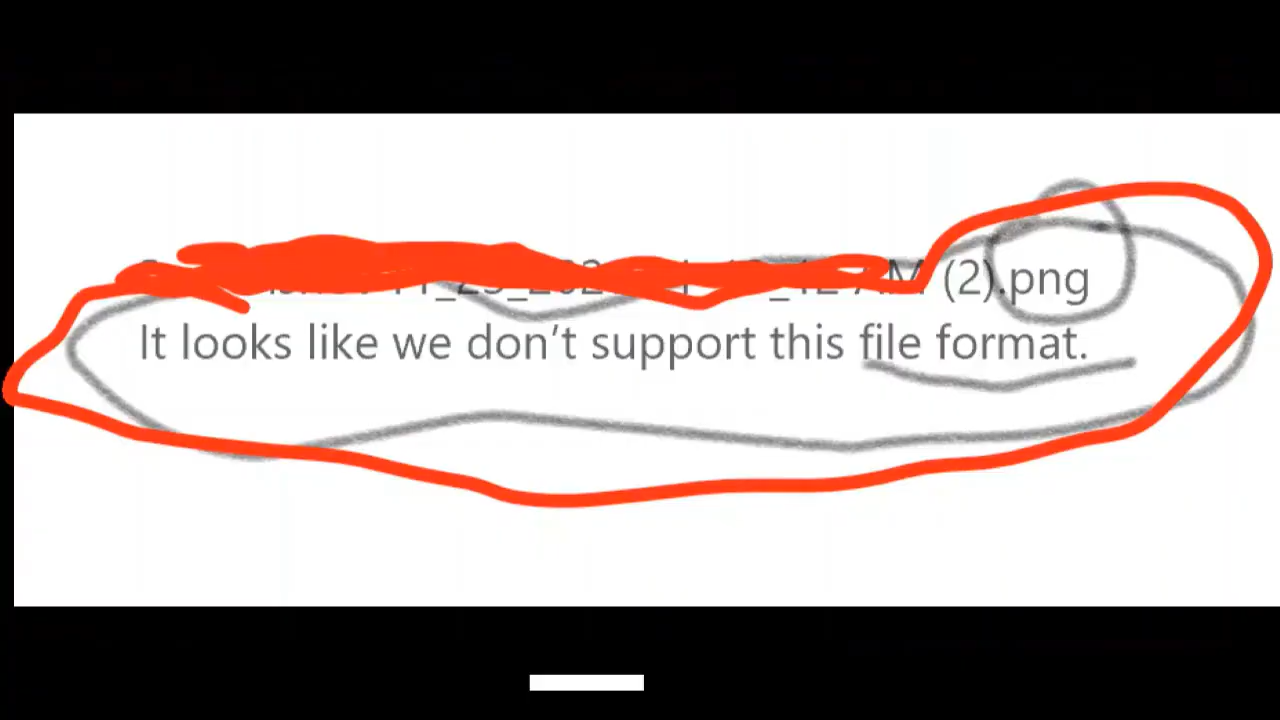 (2).png
It looks like we don’t support this file format.